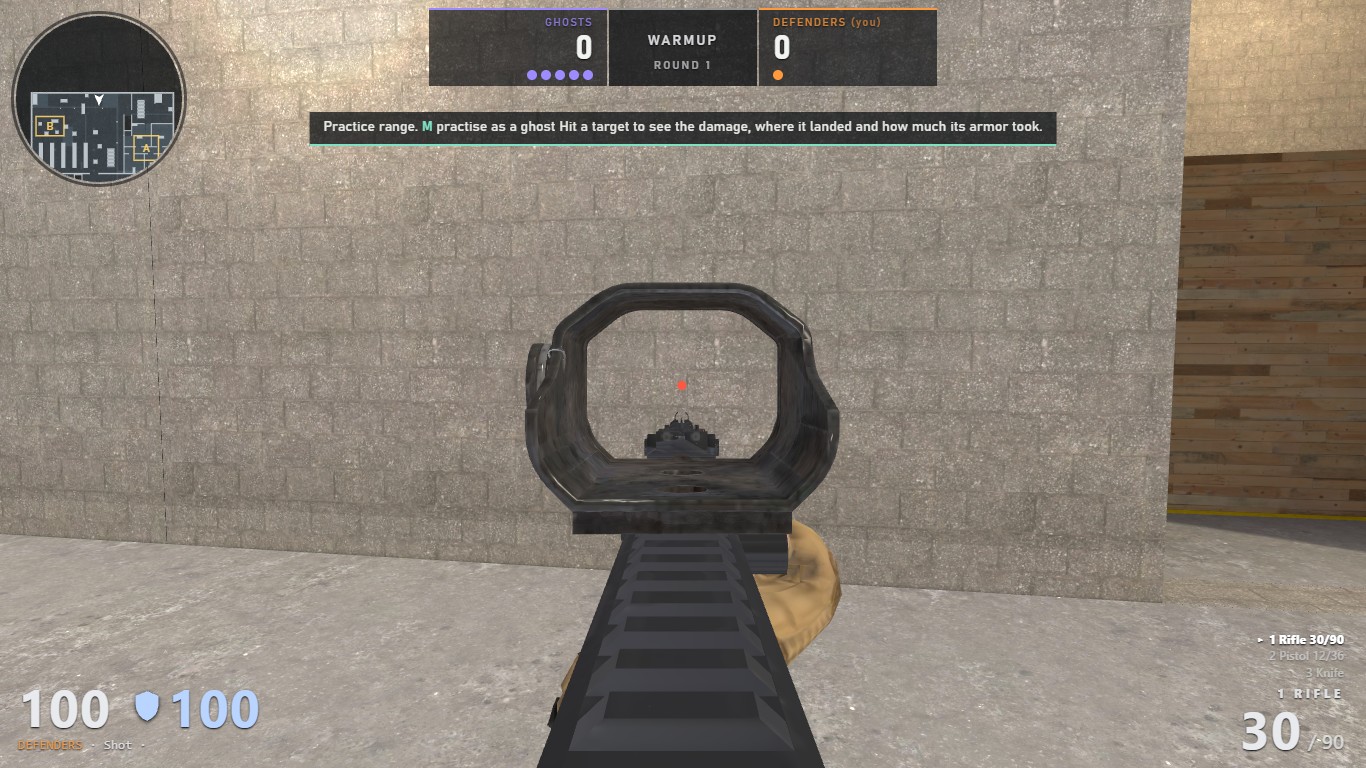 GHOSTS
0
WARMUP
ROUND 1
DEFENDERS (you)
0
B
A
Practice range. M practise as a ghost Hit a target to see the damage, where it landed and how much its armor took.
100
100
DEFENDERS · Shot ·
▸ 1 Rifle 30/90
2 Pistol 12/36
3 Knife
1 RIFLE
30 / 90